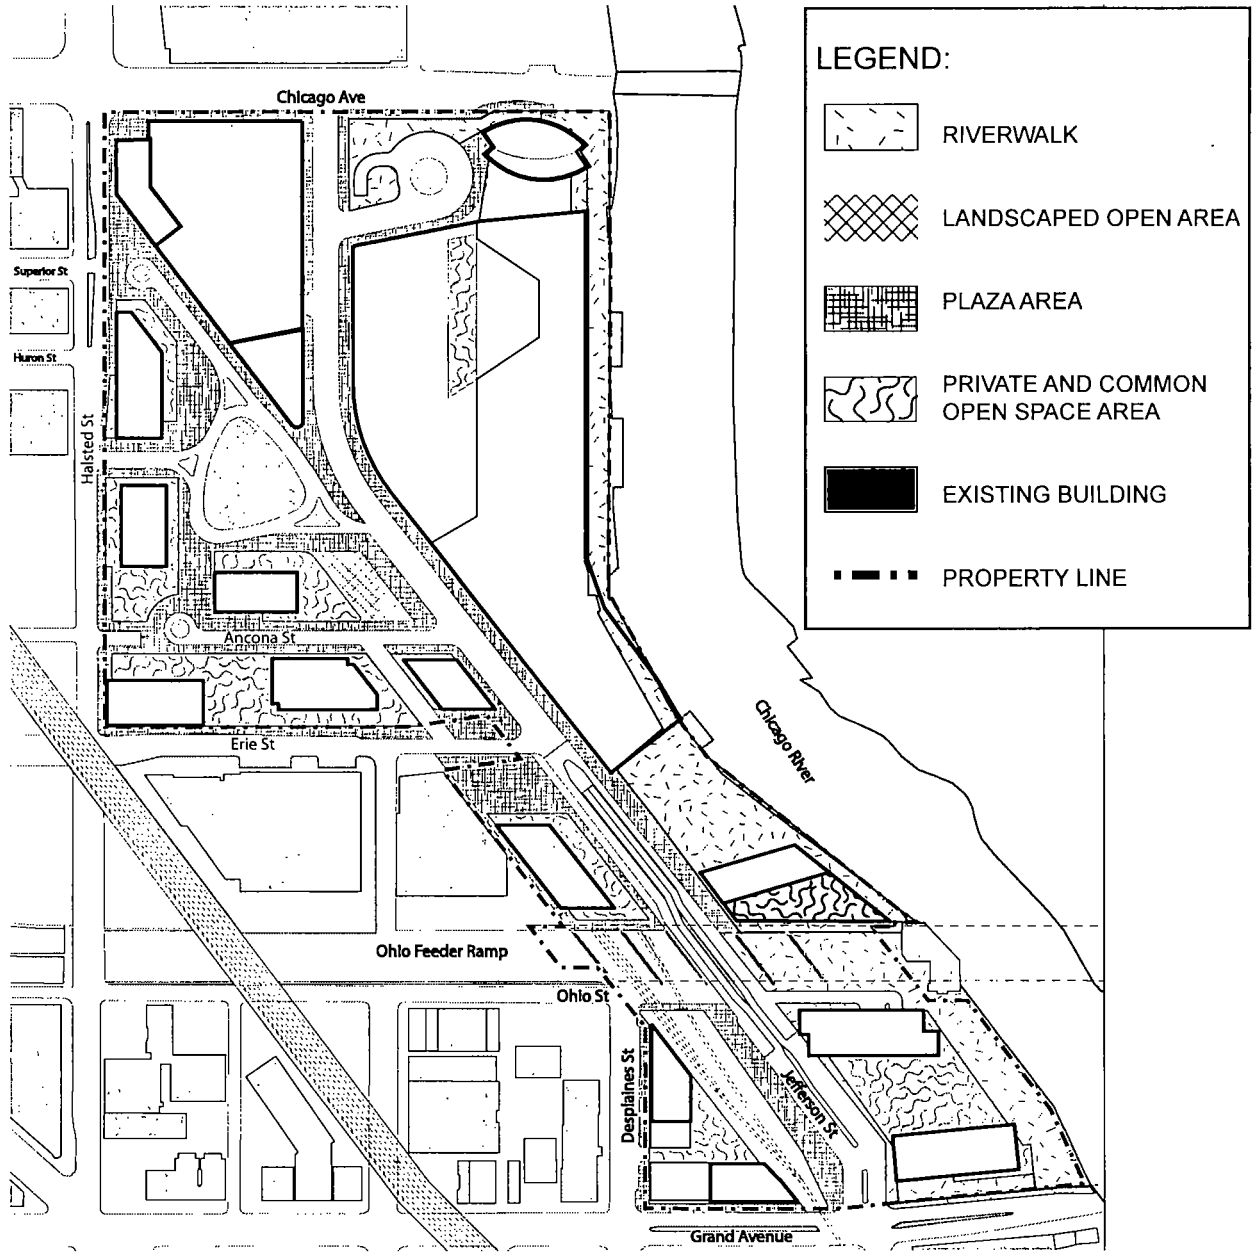 LEGEND:
RIVERWALK
LANDSCAPED OPEN AREA
PLAZA AREA
PRIVATE AND COMMON
OPEN SPACE AREA
EXISTING BUILDING
PROPERTY LINE
Chicago Ave
Superior St
Huron St
Halsted St
Ancona St
Erie St
Chicago River
Ohio Feeder Ramp
Ohio St
Desplaines St
Jefferson St
Grand Avenue